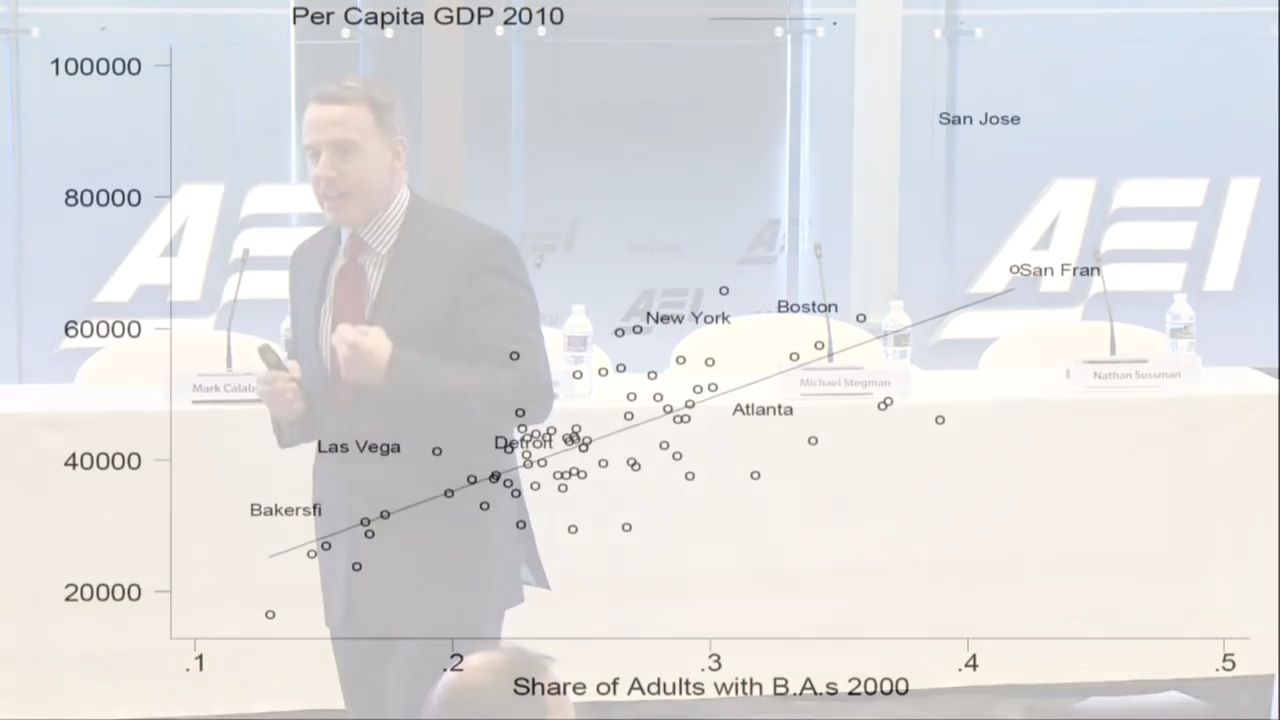 Per Capita GDP 2010
100000
80000
60000
40000
20000
San Jose
San Fran
Boston
New York
Atlanta
Las Vega
Detroit
Bakersfi
.1 .2 .3 .4 .5
Share of Adults with B.A.s 2000
AEI
AEI
AEI
AEI
Mark Calab
Michael Stegman
Nathan Sussman